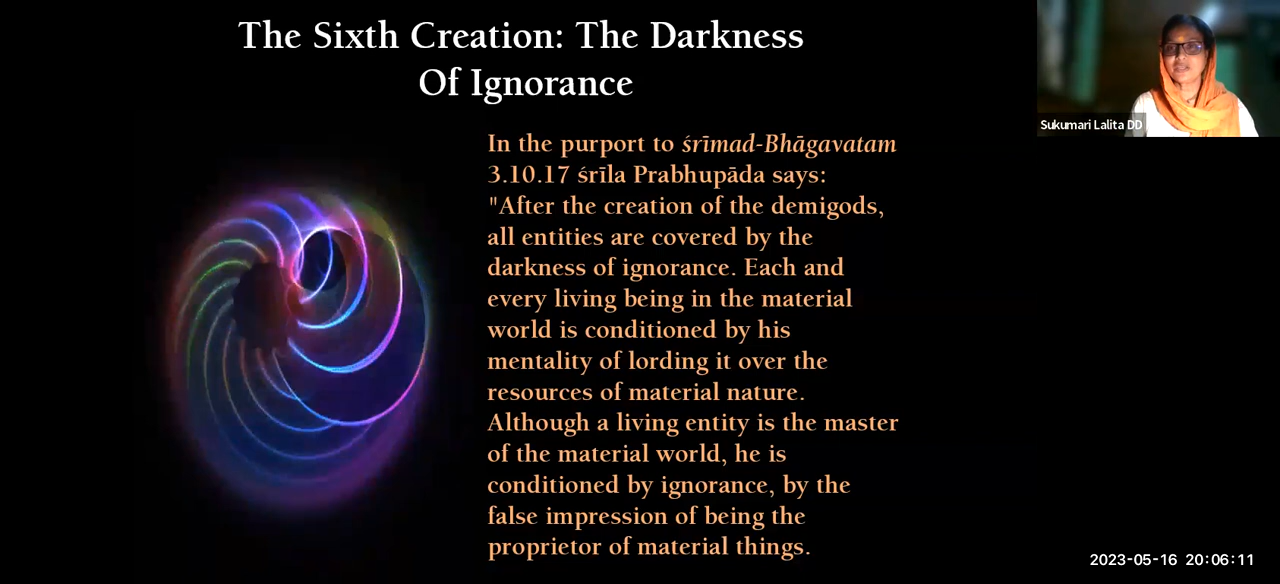 The Sixth Creation: The Darkness
Of Ignorance
In the purport to śrīmad-Bhāgavatam
3.10.17 śrīla Prabhupāda says:
"After the creation of the demigods,
all entities are covered by the
darkness of ignorance. Each and
every living being in the material
world is conditioned by his
mentality of lording it over the
resources of material nature.
Although a living entity is the master
of the material world, he is
conditioned by ignorance, by the
false impression of being the
proprietor of material things.
Sukumari Lalita DD
2023-05-16 20:06:11